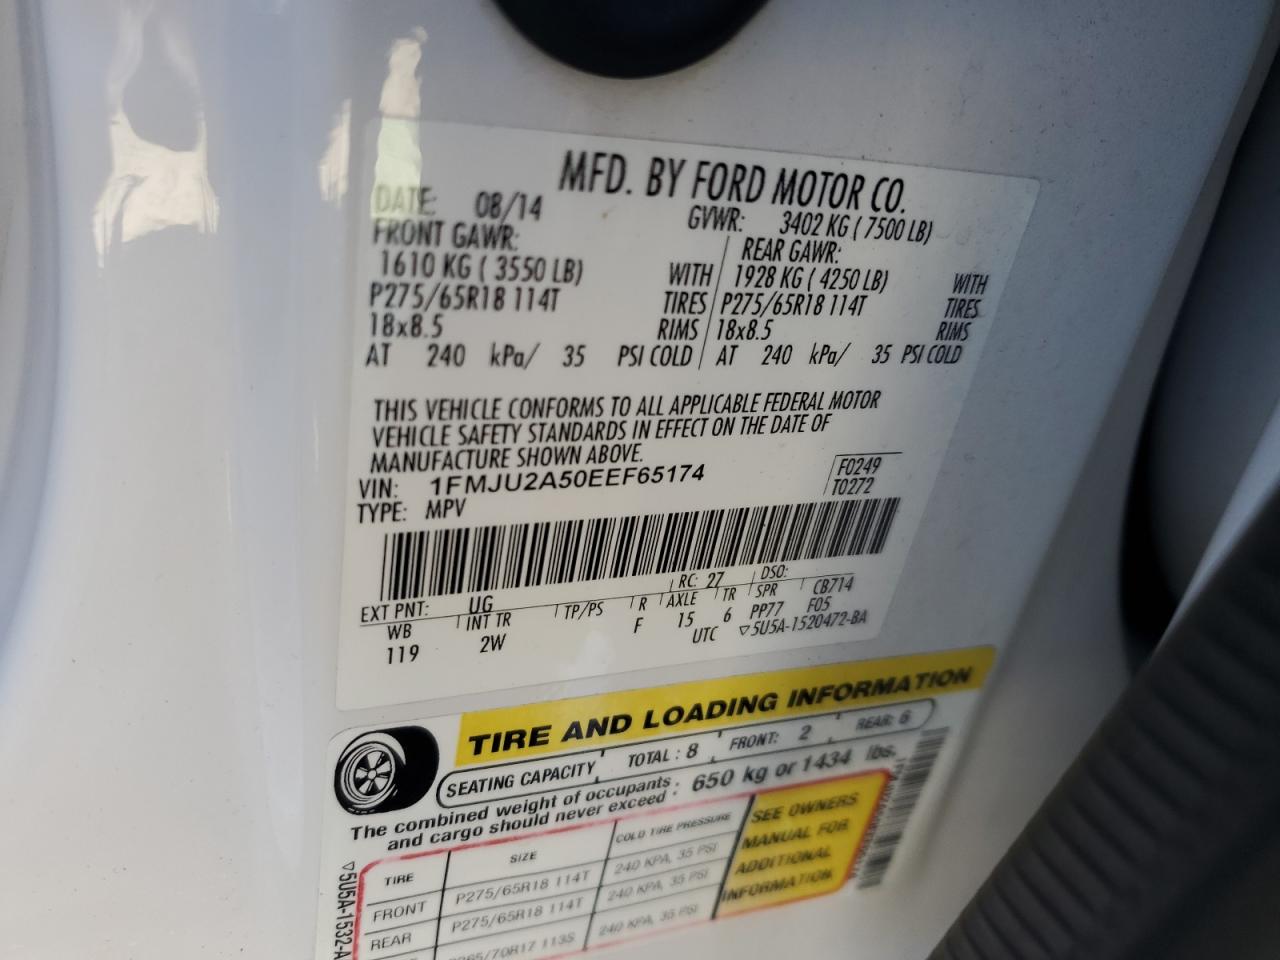 MFD. BY FORD MOTOR CO.
DATE: 08/14 GVWR: 3402 KG ( 7500 LB)
FRONT GAWR: REAR GAWR:
1610 KG ( 3550 LB) WITH 1928 KG ( 4250 LB) WITH
P275/65R18 114T TIRES P275/65R18 114T TIRES
18x8.5 RIMS 18x8.5 RIMS
AT 240 kPa/ 35 PSI COLD AT 240 kPa/ 35 PSI COLD
THIS VEHICLE CONFORMS TO ALL APPLICABLE FEDERAL MOTOR
VEHICLE SAFETY STANDARDS IN EFFECT ON THE DATE OF
MANUFACTURE SHOWN ABOVE.
VIN: 1FMJU2A50EEF65174 F0249
TYPE: MPV T0272
EXT PNT: UG RC: 27 DSO:
WB INT TR TP/PS R AXLE TR SPR CB714
119 2W F 15 6 PP77 F05
UTC ▽5U5A-1520472-BA
TIRE AND LOADING INFORMATION
SEATING CAPACITY TOTAL : 8 FRONT: 2 REAR: 6
The combined weight of occupants
and cargo should never exceed : 650 kg or 1434 lbs.
TIRE SIZE COLD TIRE PRESSURE
FRONT P275/65R18 114T 240 KPA, 35 PSI
REAR P275/65R18 114T 240 KPA, 35 PSI
265/70R17 113S 240 KPA, 35 PSI
SEE OWNERS
MANUAL FOR
ADDITIONAL
INFORMATION
▽5U5A-1532-A